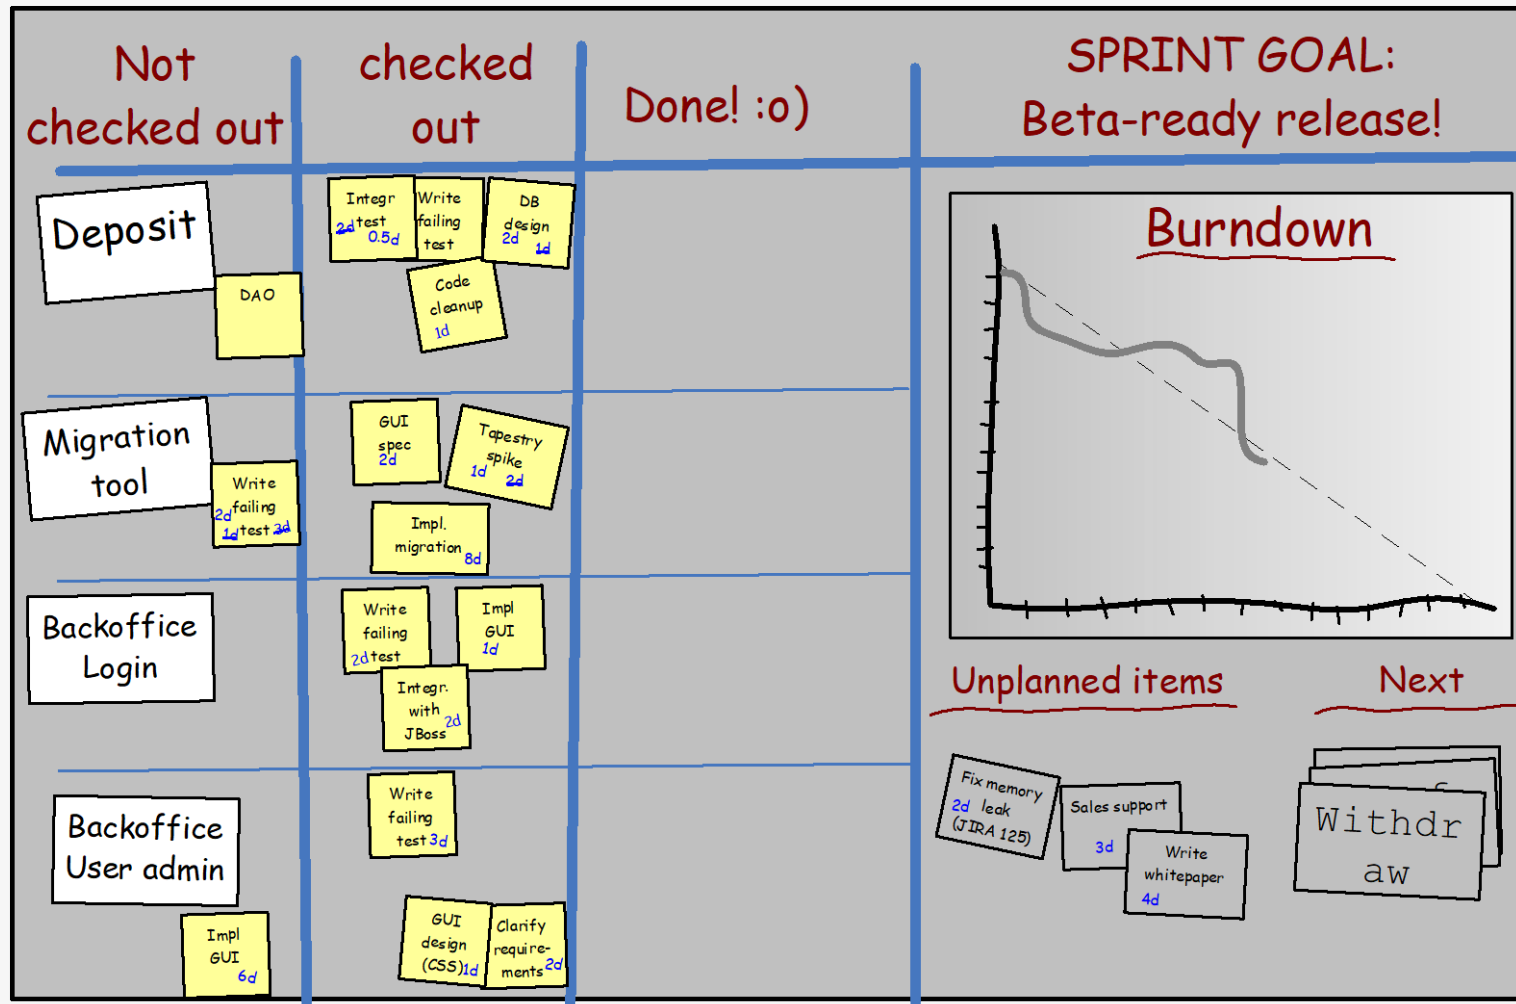 Not
checked out
checked
out
Done! :o)
SPRINT GOAL:
Beta-ready release!
Deposit
DAO
Integr
2d test
0.5d
Write
failing
test
DB
design
2d
1d
Code
cleanup
1d
Migration
tool
Write
2d failing
1d test 3d
GUI
spec
2d
Tapestry
spike
1d 2d
Impl.
migration 8d
Backoffice
Login
Write
failing
2d test
Impl
GUI
1d
Integr.
with 2d
JBoss
Backoffice
User admin
Impl
GUI
6d
Write
failing
test 3d
GUI
design
(CSS) 1d
Clarify
require-
ments 2d
Burndown
Unplanned items
Fix memory
2d leak
(JIRA 125)
Sales support
3d
Write
whitepaper
4d
Next
Withdr
aw